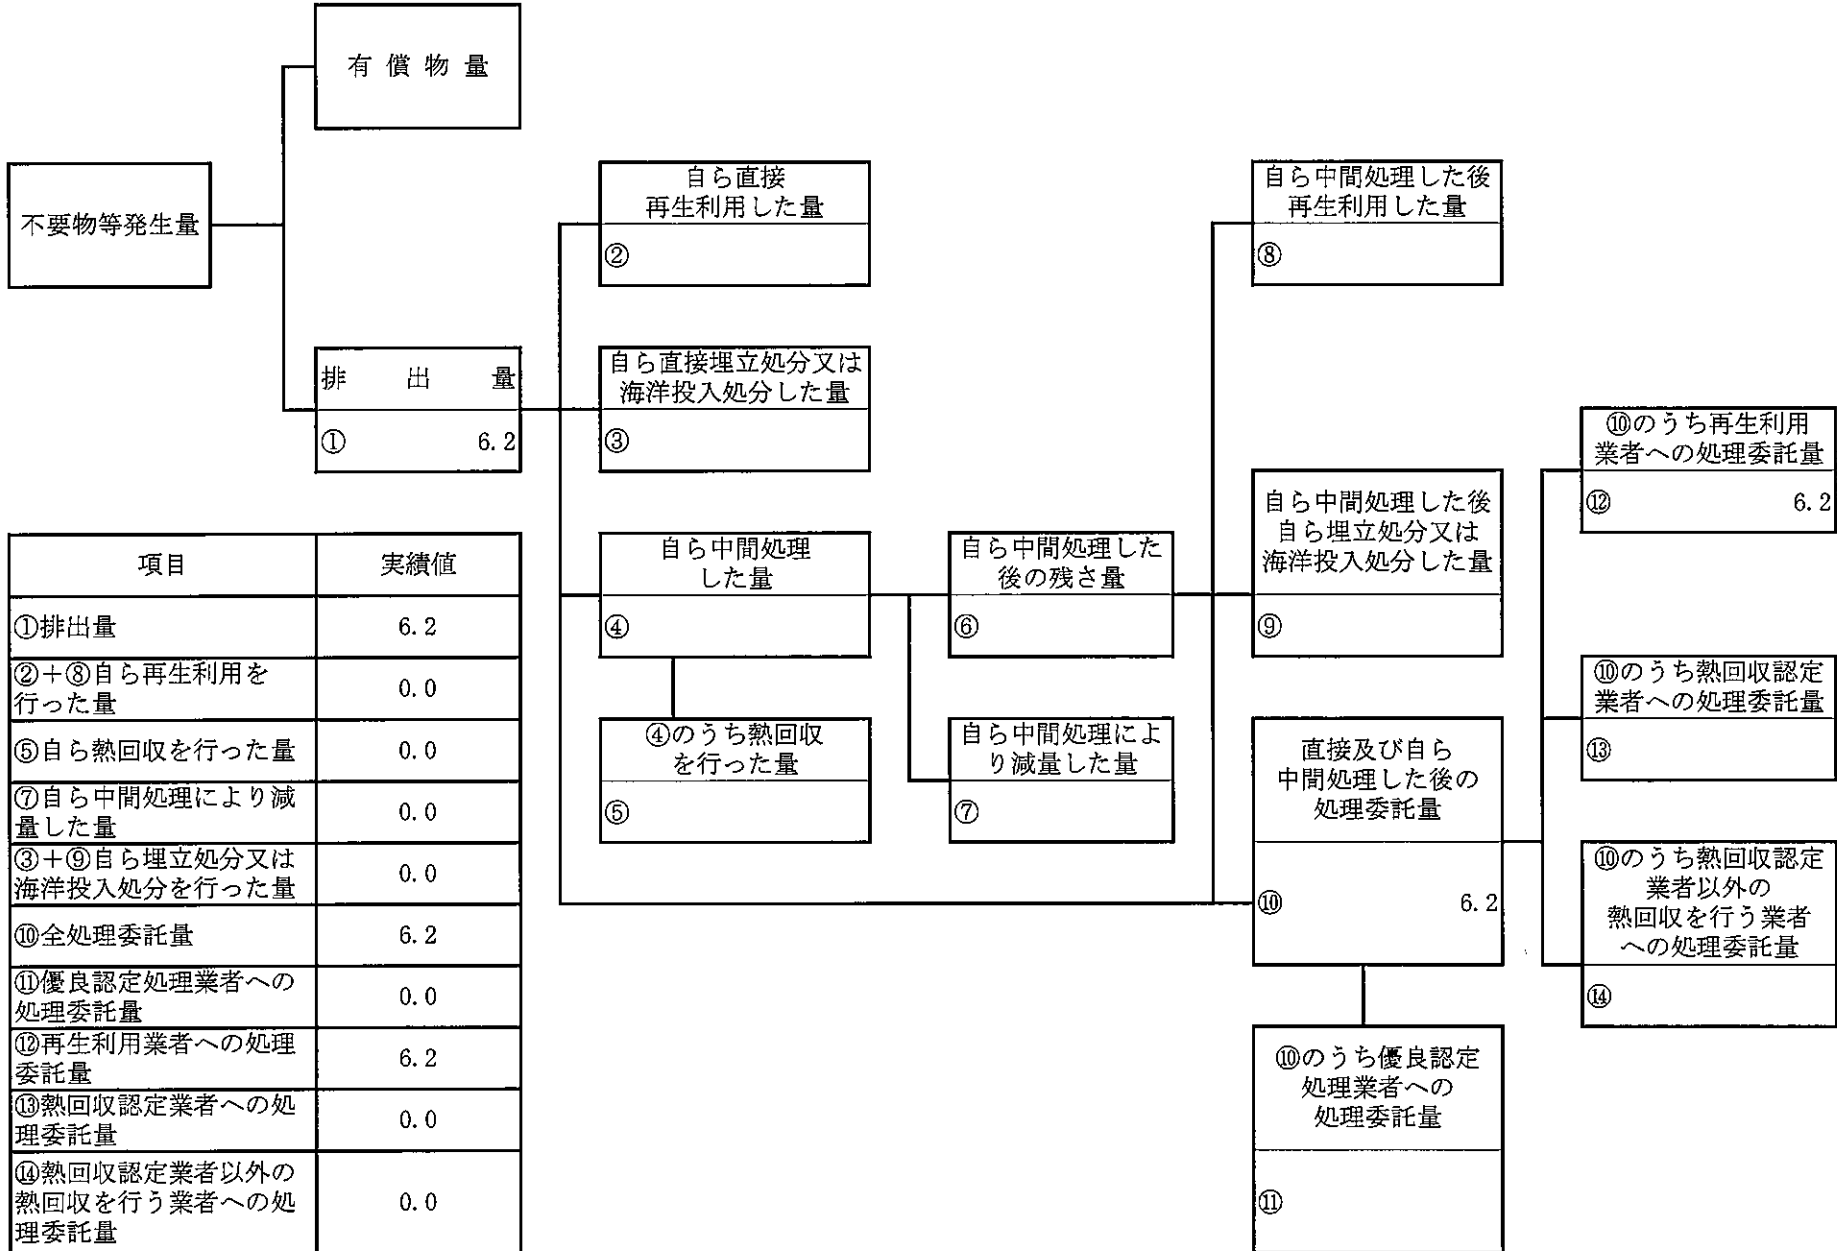 有償物量
不要物等発生量
自ら直接
再生利用した量
②
自ら中間処理した後
再生利用した量
⑧
排出量
① 6.2
自ら直接埋立処分又は
海洋投入処分した量
③
⑩のうち再生利用
業者への処理委託量
⑫ 6.2
自ら中間処理した後
自ら埋立処分又は
海洋投入処分した量
⑨
自ら中間処理
した量
④
自ら中間処理した
後の残さ量
⑥
④のうち熱回収
を行った量
⑤
自ら中間処理によ
り減量した量
⑦
直接及び自ら
中間処理した後の
処理委託量
⑩ 6.2
⑩のうち熱回収認定
業者への処理委託量
⑬
⑩のうち熱回収認定
業者以外の
熱回収を行う業者
への処理委託量
⑭
⑩のうち優良認定
処理業者への
処理委託量
⑪
項目 実績値
①排出量 6.2
②+⑧自ら再生利用を
行った量 0.0
⑤自ら熱回収を行った量 0.0
⑦自ら中間処理により減
量した量 0.0
③+⑨自ら埋立処分又は
海洋投入処分を行った量 0.0
⑩全処理委託量 6.2
⑪優良認定処理業者への
処理委託量 0.0
⑫再生利用業者への処理
委託量 6.2
⑬熱回収認定業者への処
理委託量 0.0
⑭熱回収認定業者以外の
熱回収を行う業者への処
理委託量 0.0